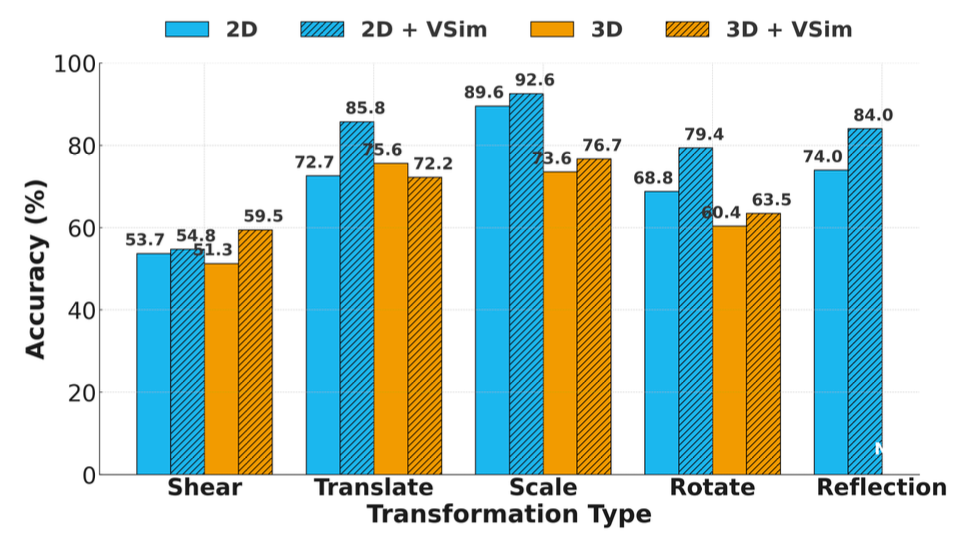 2D 2D + VSim 3D 3D + VSim
Accuracy (%)
100
80
60
40
20
0
53.7 54.8 51.3 59.5
72.7 85.8 75.6 72.2
89.6 92.6 73.6 76.7
68.8 79.4 60.4 63.5
74.0 84.0
Shear Translate Scale Rotate Reflection
Transformation Type